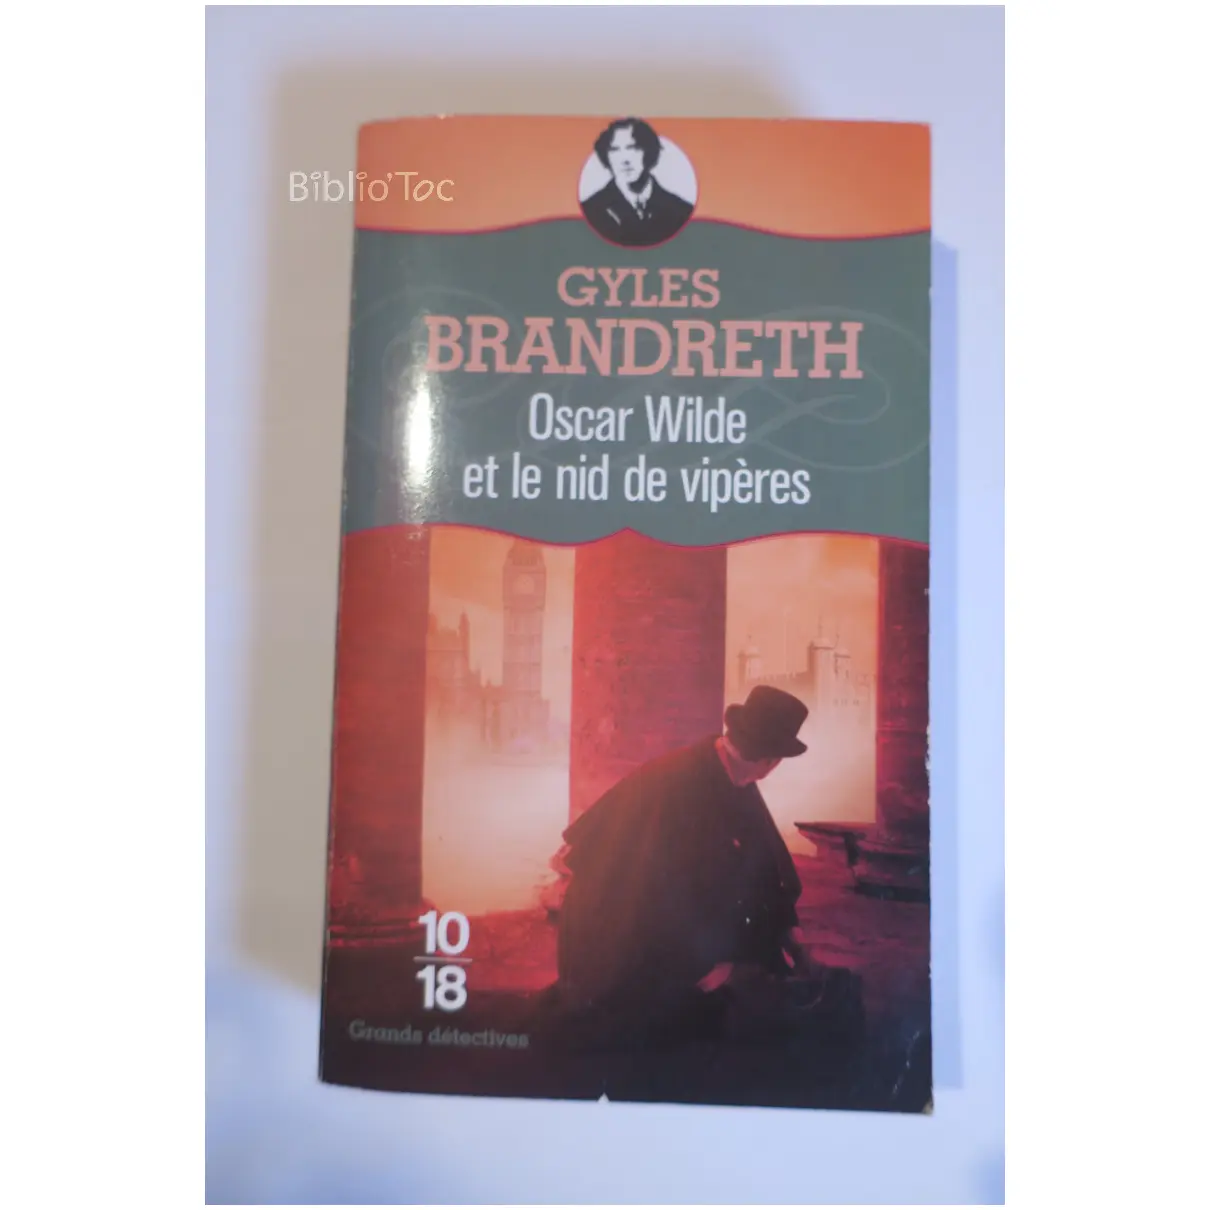 Biblio'Toc
GYLES
BRANDRETH
Oscar Wilde
et le nid de vipères
10
18
Grands détectives